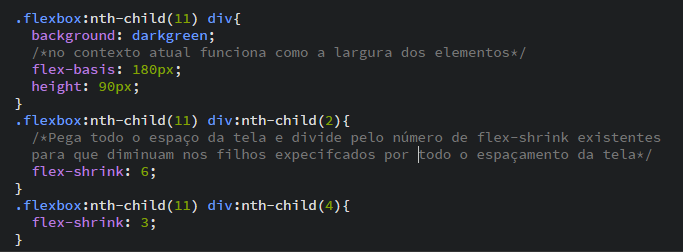 .flexbox:nth-child(11) div{
  background: darkgreen;
  /*no contexto atual funciona como a largura dos elementos*/
  flex-basis: 180px;
  height: 90px;
}
.flexbox:nth-child(11) div:nth-child(2){
  /*Pega todo o espaço da tela e divide pelo número de flex-shrink existentes
  para que diminuam nos filhos expecifcados por todo o espaçamento da tela*/
  flex-shrink: 6;
}
.flexbox:nth-child(11) div:nth-child(4){
  flex-shrink: 3;
}